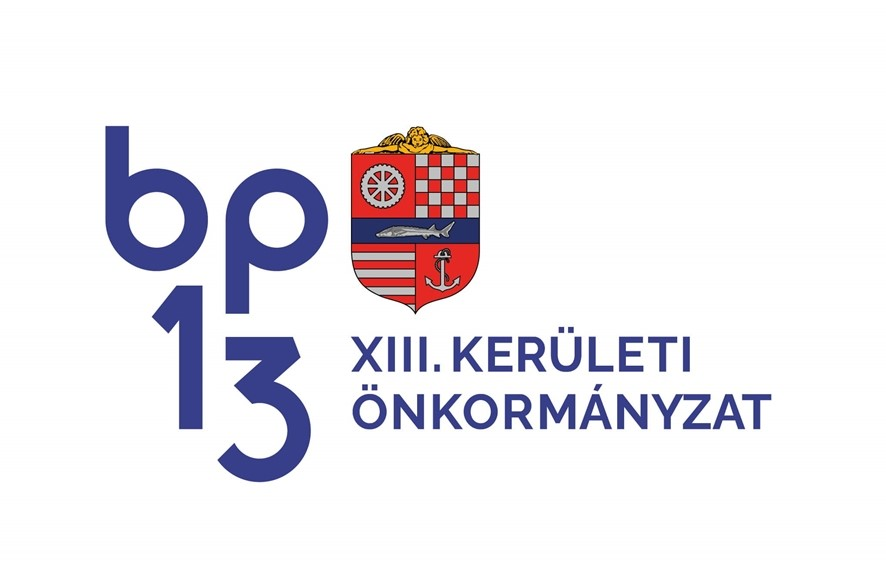 bp
13
XIII. KERÜLETI
ÖNKORMÁNYZAT